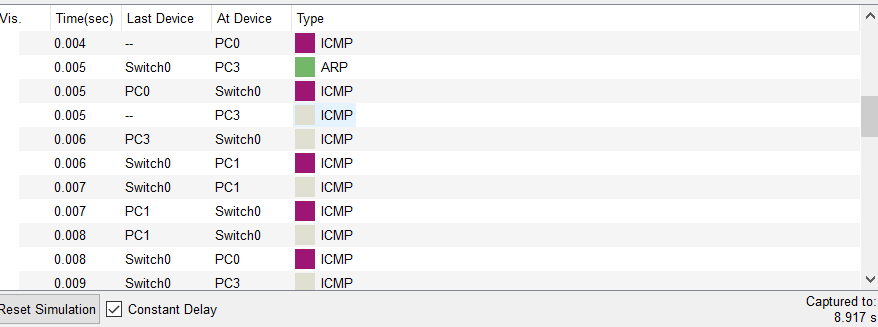 Vis. Time(sec) Last Device At Device Type
0.004 -- PC0 ICMP
0.005 Switch0 PC3 ARP
0.005 PC0 Switch0 ICMP
0.005 -- PC3 ICMP
0.006 PC3 Switch0 ICMP
0.006 Switch0 PC1 ICMP
0.007 Switch0 PC1 ICMP
0.007 PC1 Switch0 ICMP
0.008 PC1 Switch0 ICMP
0.008 Switch0 PC0 ICMP
0.009 Switch0 PC3 ICMP
Reset Simulation Constant Delay Captured to:
8.917 s